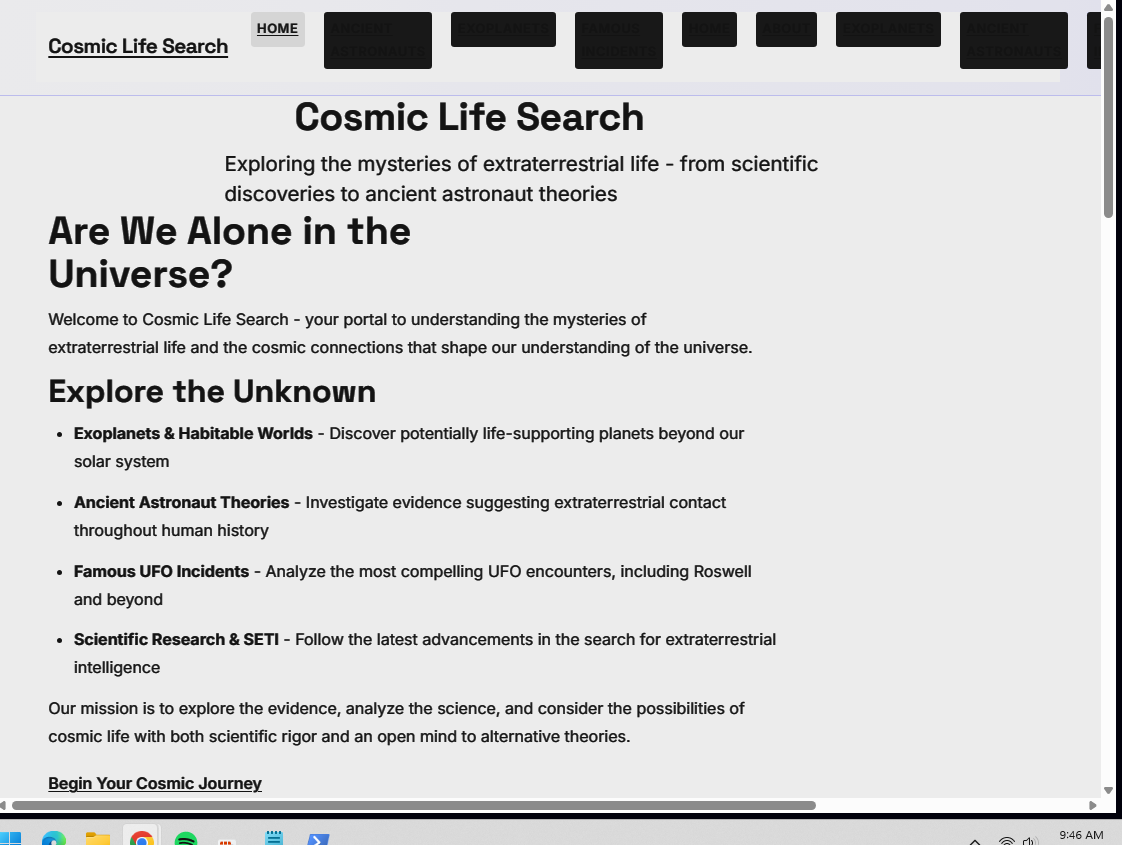 Cosmic Life Search
HOME
ANCIENT
ASTRONAUTS
EXOPLANETS
FAMOUS
INCIDENTS
HOME
ABOUT
EXOPLANETS
ANCIENT
ASTRONAUTS
Cosmic Life Search
Exploring the mysteries of extraterrestrial life - from scientific
discoveries to ancient astronaut theories
Are We Alone in the
Universe?
Welcome to Cosmic Life Search - your portal to understanding the mysteries of
extraterrestrial life and the cosmic connections that shape our understanding of the universe.
Explore the Unknown
• Exoplanets & Habitable Worlds - Discover potentially life-supporting planets beyond our
solar system
• Ancient Astronaut Theories - Investigate evidence suggesting extraterrestrial contact
throughout human history
• Famous UFO Incidents - Analyze the most compelling UFO encounters, including Roswell
and beyond
• Scientific Research & SETI - Follow the latest advancements in the search for extraterrestrial
intelligence
Our mission is to explore the evidence, analyze the science, and consider the possibilities of
cosmic life with both scientific rigor and an open mind to alternative theories.
Begin Your Cosmic Journey
9:46 AM